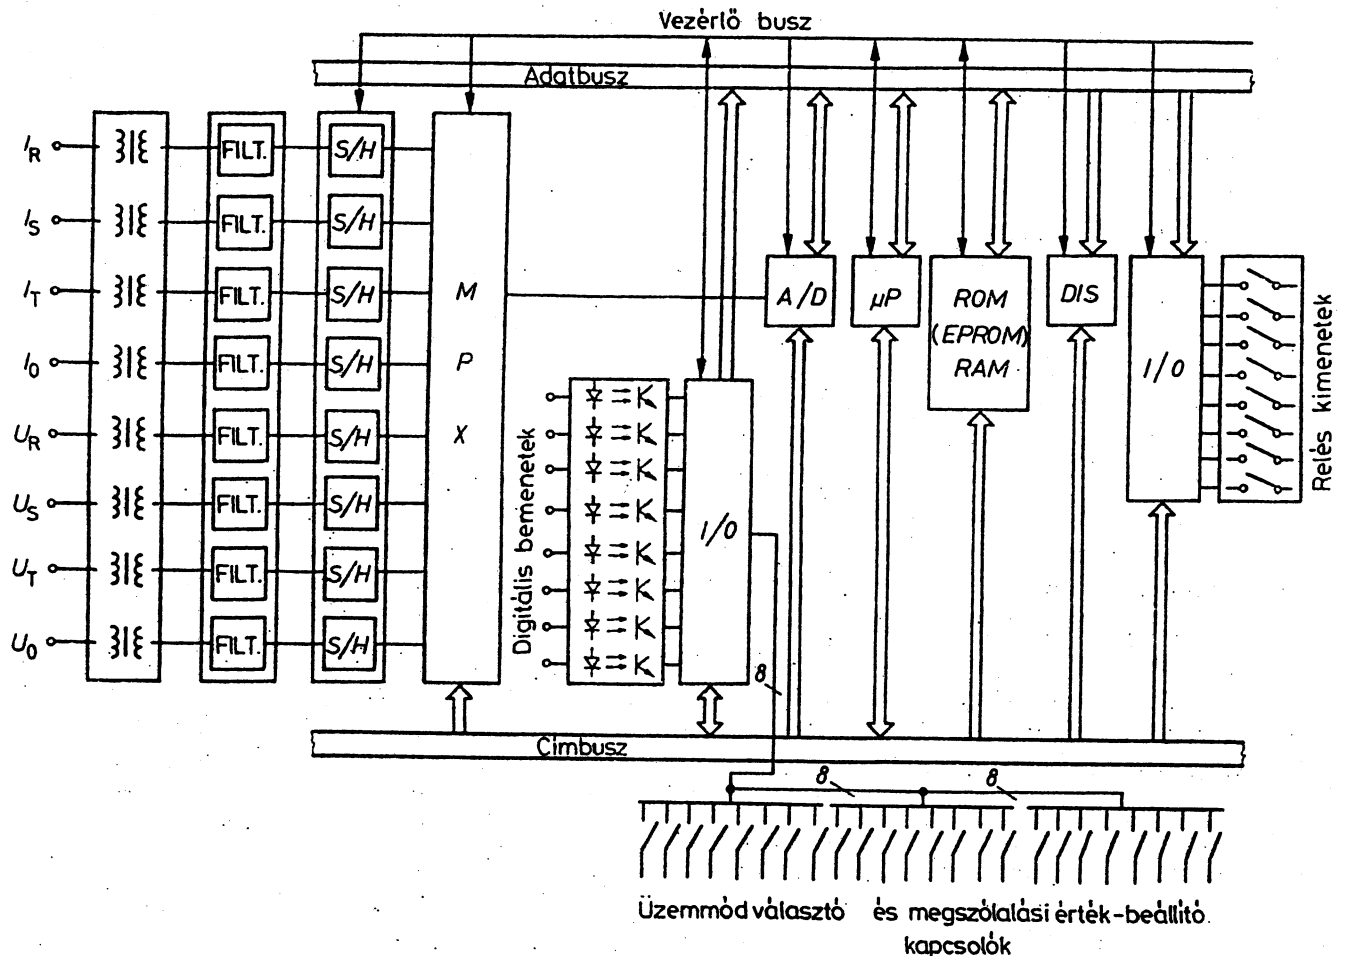 Vezérlő busz
Adatbusz
I_R FILT. S/H
I_S FILT. S/H
I_T FILT. S/H M A/D µP ROM (EPROM) RAM DIS I/O
I_0 FILT. S/H P
U_R FILT. S/H X
U_S FILT. S/H
U_T FILT. S/H
U_0 FILT. S/H
Digitális bemenetek
I/O
Relés kimenetek
8
Címbusz
8 8
Üzemmód választó és megszólalási érték-beállító
kapcsolók